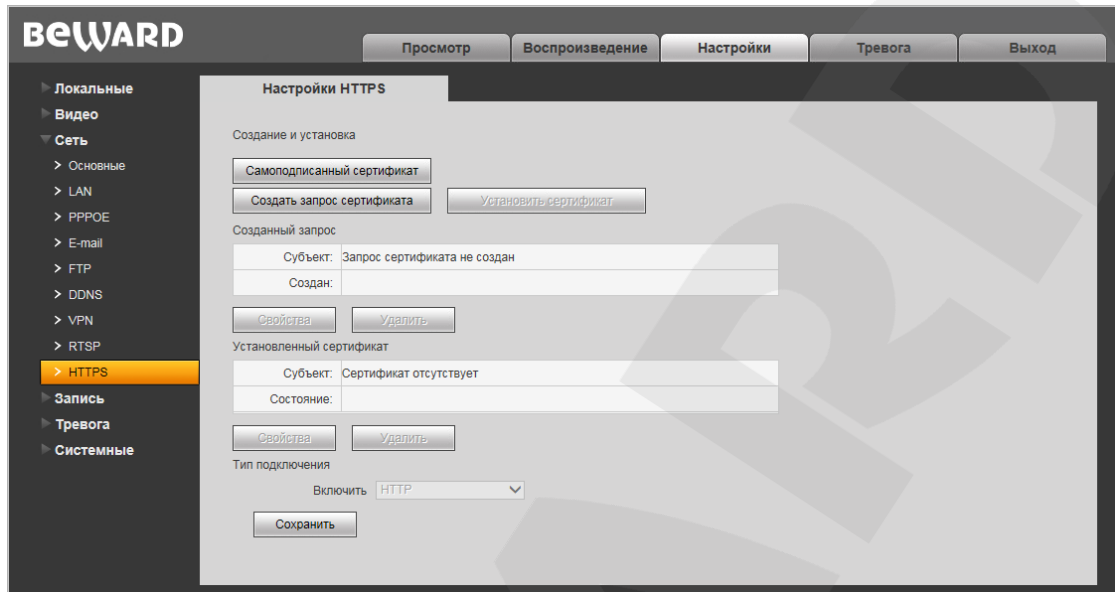 BEWARD
Просмотр
Воспроизведение
Настройки
Тревога
Выход
Локальные
Видео
Сеть
Основные
LAN
PPPOE
E-mail
FTP
DDNS
VPN
RTSP
HTTPS
Запись
Тревога
Системные
Настройки HTTPS
Создание и установка
Самоподписанный сертификат
Создать запрос сертификата Установить сертификат
Созданный запрос
Субъект: Запрос сертификата не создан
Создан:
Свойства Удалить
Установленный сертификат
Субъект: Сертификат отсутствует
Состояние:
Свойства Удалить
Тип подключения
Включить HTTP
Сохранить